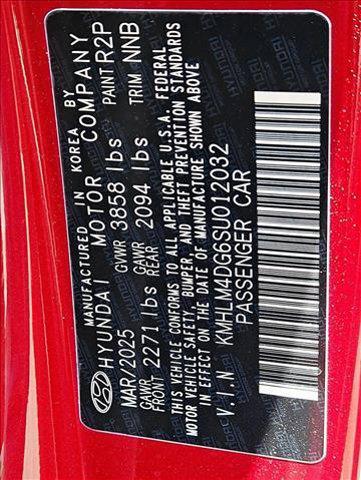 MANUFACTURED IN KOREA BY
HYUNDAI MOTOR COMPANY
MAR/2025 GVWR 3858 lbs PAINT R2P
GAWR FRONT 2271 lbs GAWR REAR 2094 lbs TRIM NNB
THIS VEHICLE CONFORMS TO ALL APPLICABLE U.S.A. FEDERAL
MOTOR VEHICLE SAFETY, BUMPER, AND THEFT PREVENTION STANDARDS
IN EFFECT ON THE DATE OF MANUFACTURE SHOWN ABOVE
V.I.N KMHLM4DG6SU012032
PASSENGER CAR